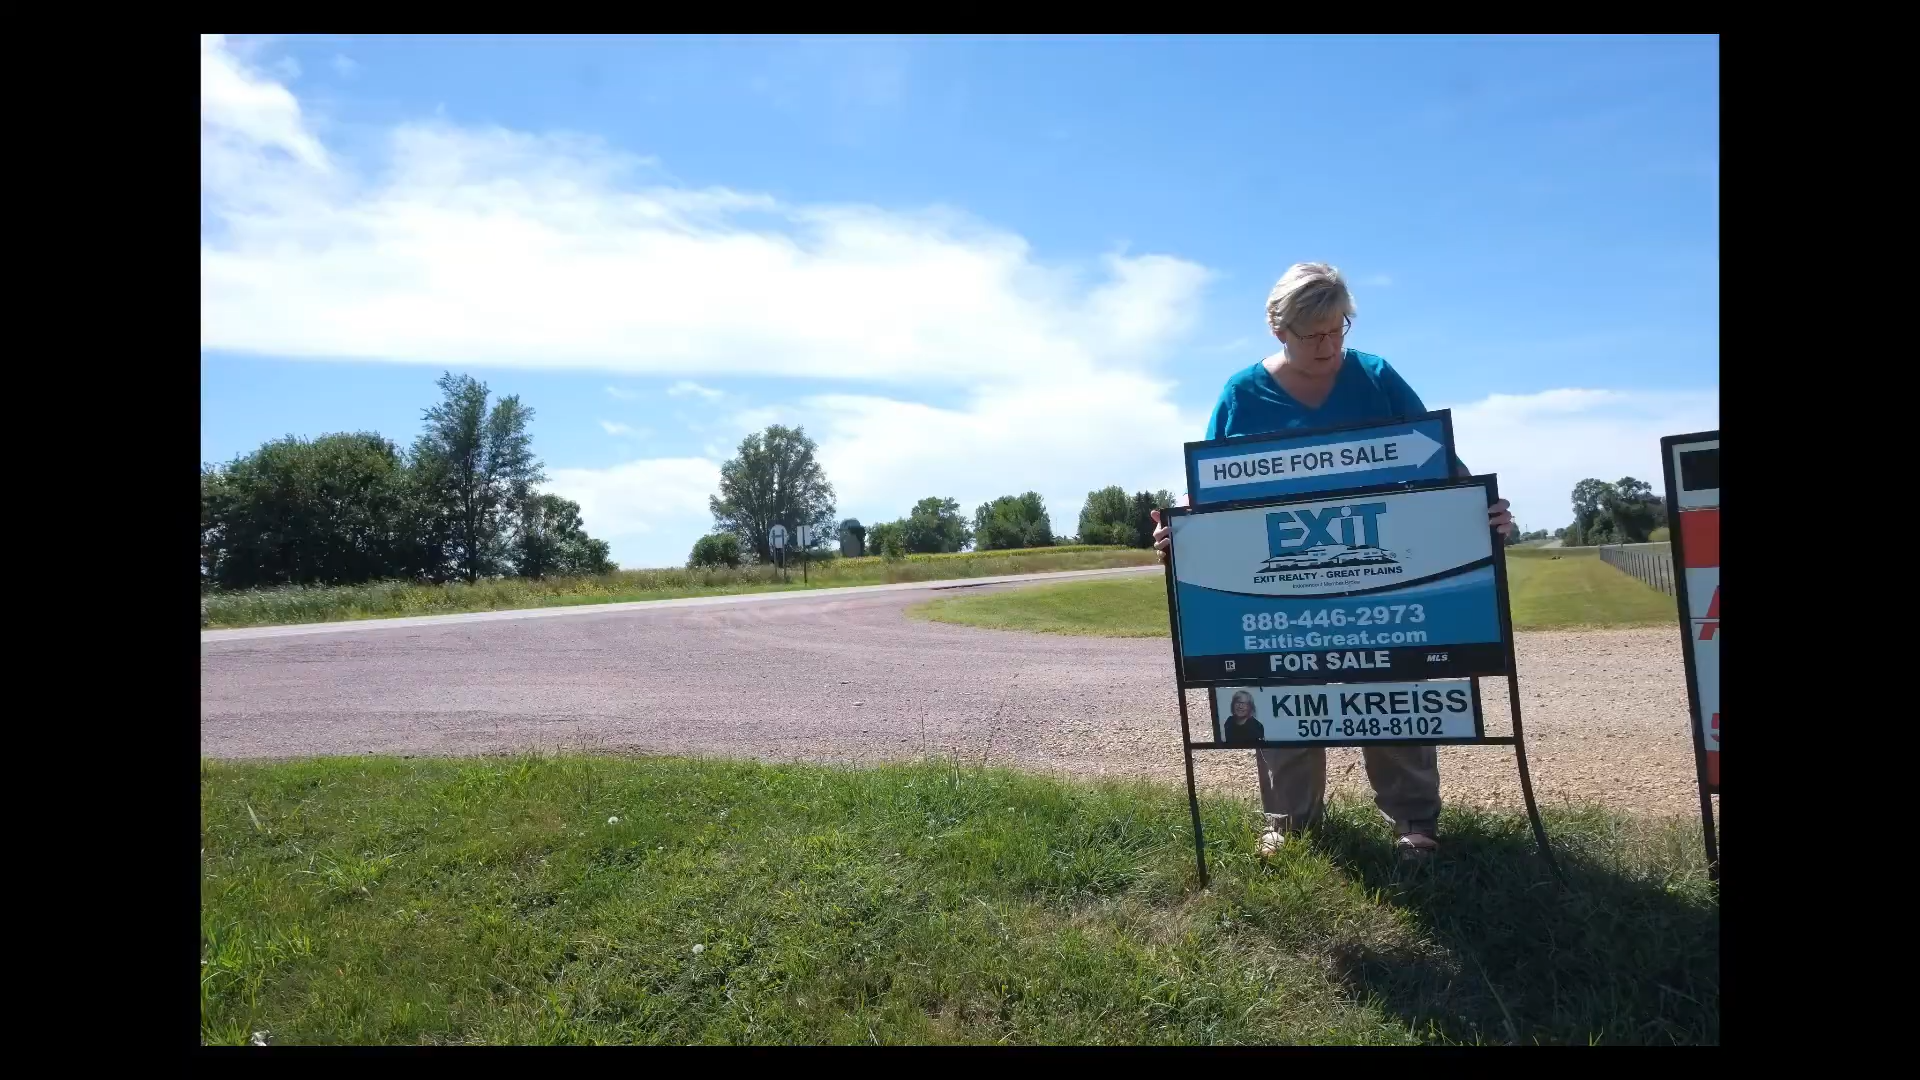 HOUSE FOR SALE
EXiT
EXIT REALTY - GREAT PLAINS
888-446-2973
ExitisGreat.com
FOR SALE
MLS
KIM KREISS
507-848-8102